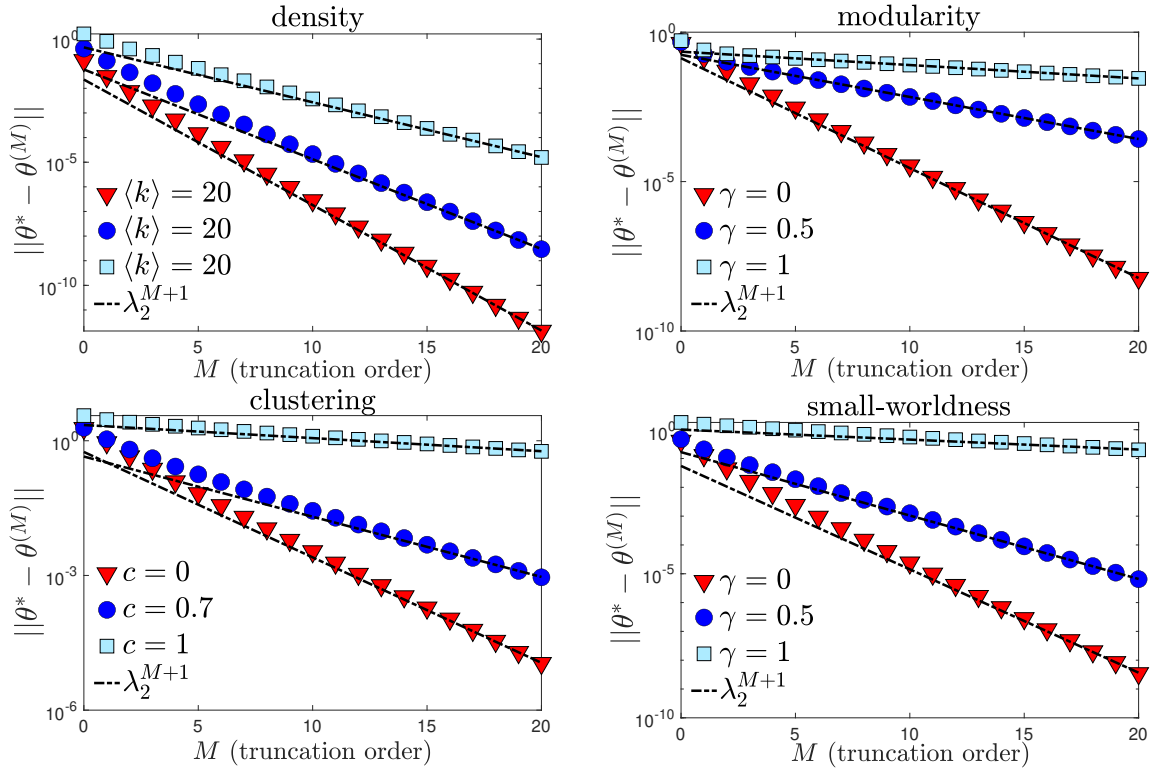 density
||θ* − θ^(M)||
10^0
10^-5
10^-10
⟨k⟩ = 20
⟨k⟩ = 20
⟨k⟩ = 20
λ_2^{M+1}
0 5 10 15 20
M (truncation order)
modularity
||θ* − θ^(M)||
10^0
10^-5
10^-10
γ = 0
γ = 0.5
γ = 1
λ_2^{M+1}
0 5 10 15 20
M (truncation order)
clustering
||θ* − θ^(M)||
10^0
10^-3
10^-6
c = 0
c = 0.7
c = 1
λ_2^{M+1}
0 5 10 15 20
M (truncation order)
small-worldness
||θ* − θ^(M)||
10^0
10^-5
10^-10
γ = 0
γ = 0.5
γ = 1
λ_2^{M+1}
0 5 10 15 20
M (truncation order)